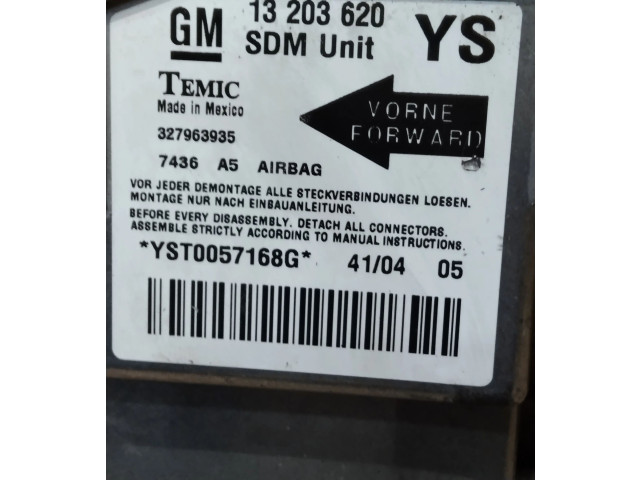 GM 13 203 620 YS
SDM Unit
TEMIC
Made in Mexico
VORNE
FORWARD
327963935
7436 A5 AIRBAG
VOR JEDER DEMONTAGE ALLE STECKVERBINDUNGEN LOESEN.
MONTAGE NUR NACH EINBAUANLEITUNG.
BEFORE EVERY DISASSEMBLY. DETACH ALL CONNECTORS.
ASSEMBLE STRICTLY ACCORDING TO MANUAL INSTRUCTIONS.
*YST0057168G* 41/04 05